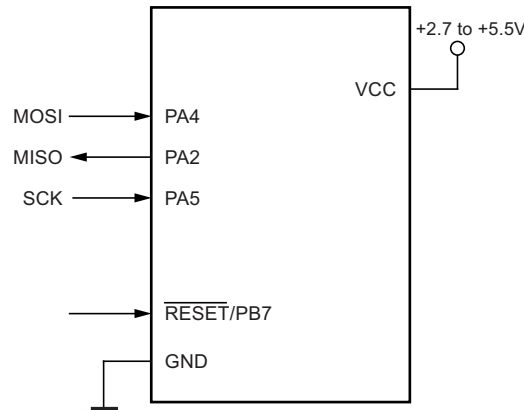 +2.7 to +5.5V
VCC
MOSI PA4
MISO PA2
SCK PA5
RESET/PB7
GND